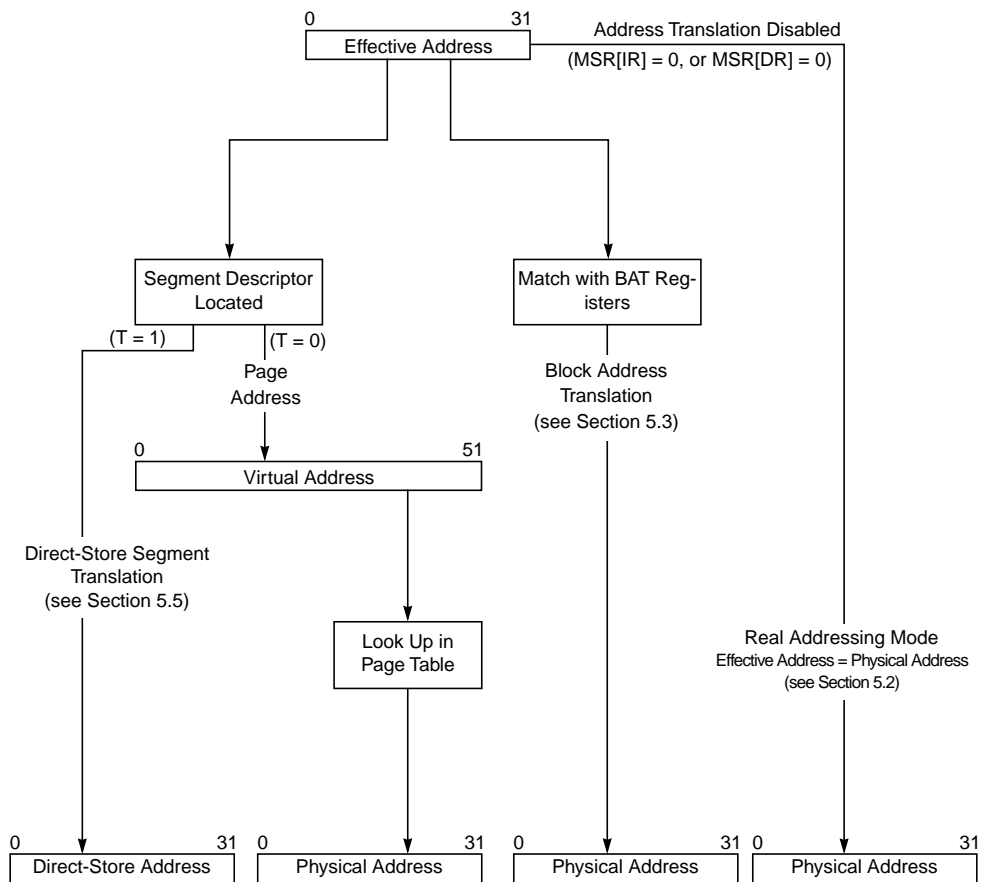 0 31
Effective Address
Address Translation Disabled
(MSR[IR] = 0, or MSR[DR] = 0)
Segment Descriptor
Located
Match with BAT Reg-
isters
(T = 1)
(T = 0)
Page
Address
Block Address
Translation
(see Section 5.3)
0 51
Virtual Address
Direct-Store Segment
Translation
(see Section 5.5)
Look Up in
Page Table
Real Addressing Mode
Effective Address = Physical Address
(see Section 5.2)
0 31
Direct-Store Address
0 31
Physical Address
0 31
Physical Address
0 31
Physical Address